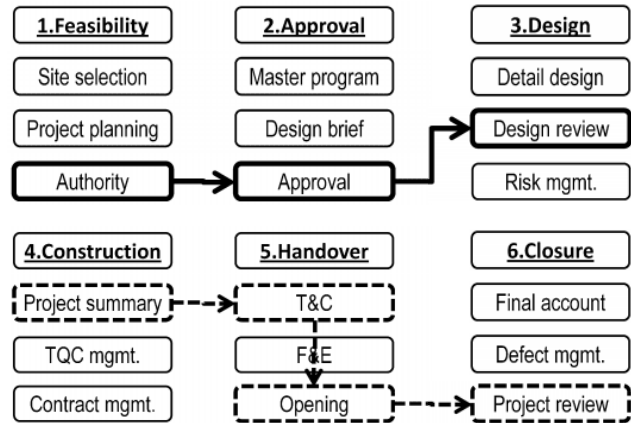 1.Feasibility
Site selection
Project planning
Authority
2.Approval
Master program
Design brief
Approval
3.Design
Detail design
Design review
Risk mgmt.
4.Construction
Project summary
TQC mgmt.
Contract mgmt.
5.Handover
T&C
F&E
Opening
6.Closure
Final account
Defect mgmt.
Project review